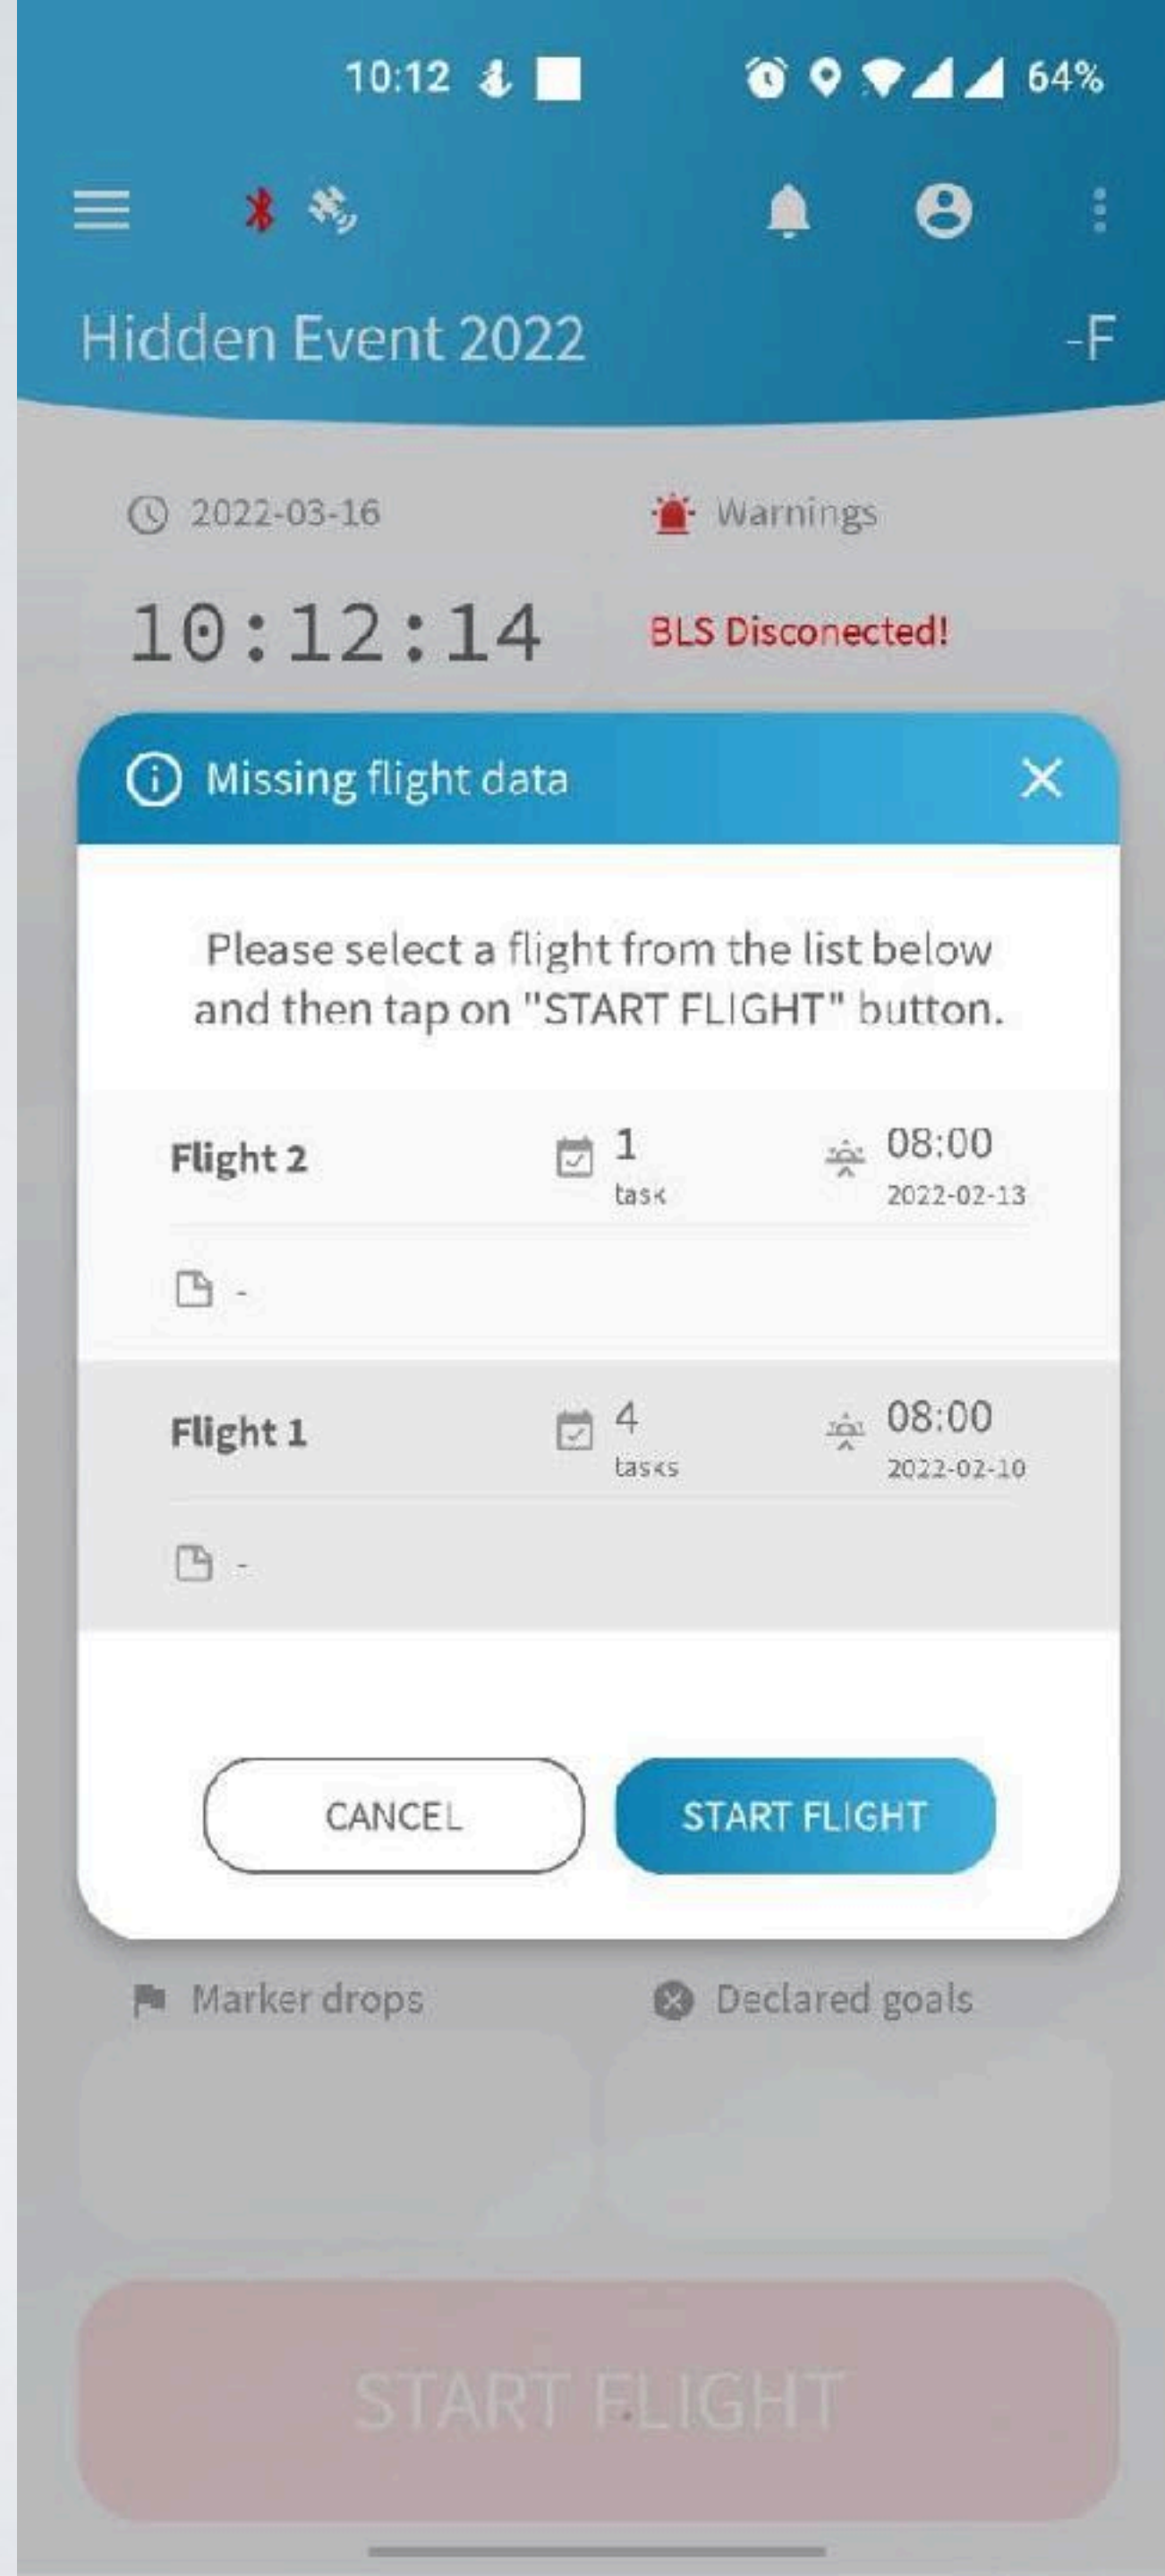 10:12 64%
Hidden Event 2022 -F
2022-03-16 Warnings
10:12:14 BLS Disconected!
Missing flight data
Please select a flight from the list below
and then tap on "START FLIGHT" button.
Flight 2 1 08:00
task 2022-02-13
-
Flight 1 4 08:00
tasks 2022-02-10
-
CANCEL START FLIGHT
Marker drops Declared goals
START FLIGHT